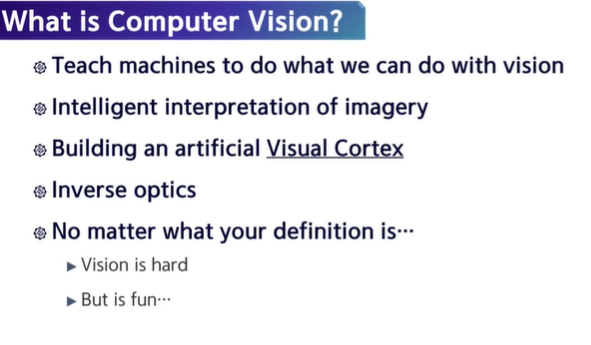 What is Computer Vision?
Teach machines to do what we can do with vision
Intelligent interpretation of imagery
Building an artificial Visual Cortex
Inverse optics
No matter what your definition is…
Vision is hard
But is fun…